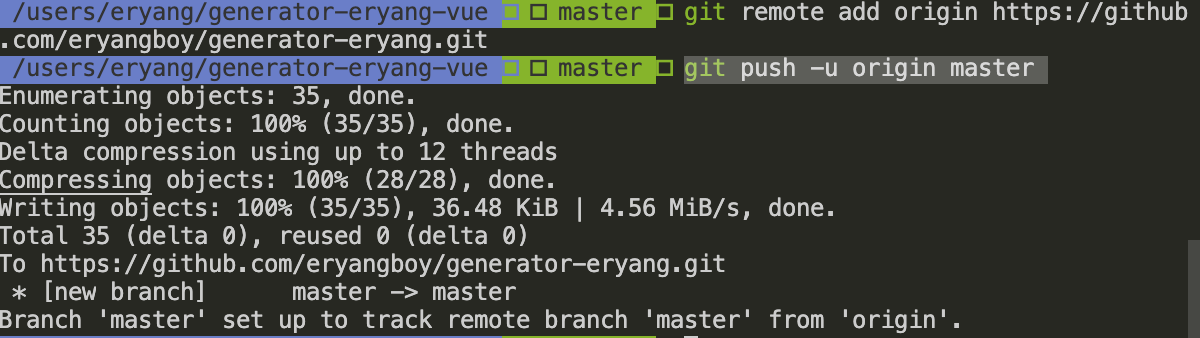 /users/eryang/generator-eryang-vue □ □ master □ git remote add origin https://github
.com/eryangboy/generator-eryang.git
/users/eryang/generator-eryang-vue □ □ master □ git push -u origin master
Enumerating objects: 35, done.
Counting objects: 100% (35/35), done.
Delta compression using up to 12 threads
Compressing objects: 100% (28/28), done.
Writing objects: 100% (35/35), 36.48 KiB | 4.56 MiB/s, done.
Total 35 (delta 0), reused 0 (delta 0)
To https://github.com/eryangboy/generator-eryang.git
 * [new branch]      master -> master
Branch 'master' set up to track remote branch 'master' from 'origin'.